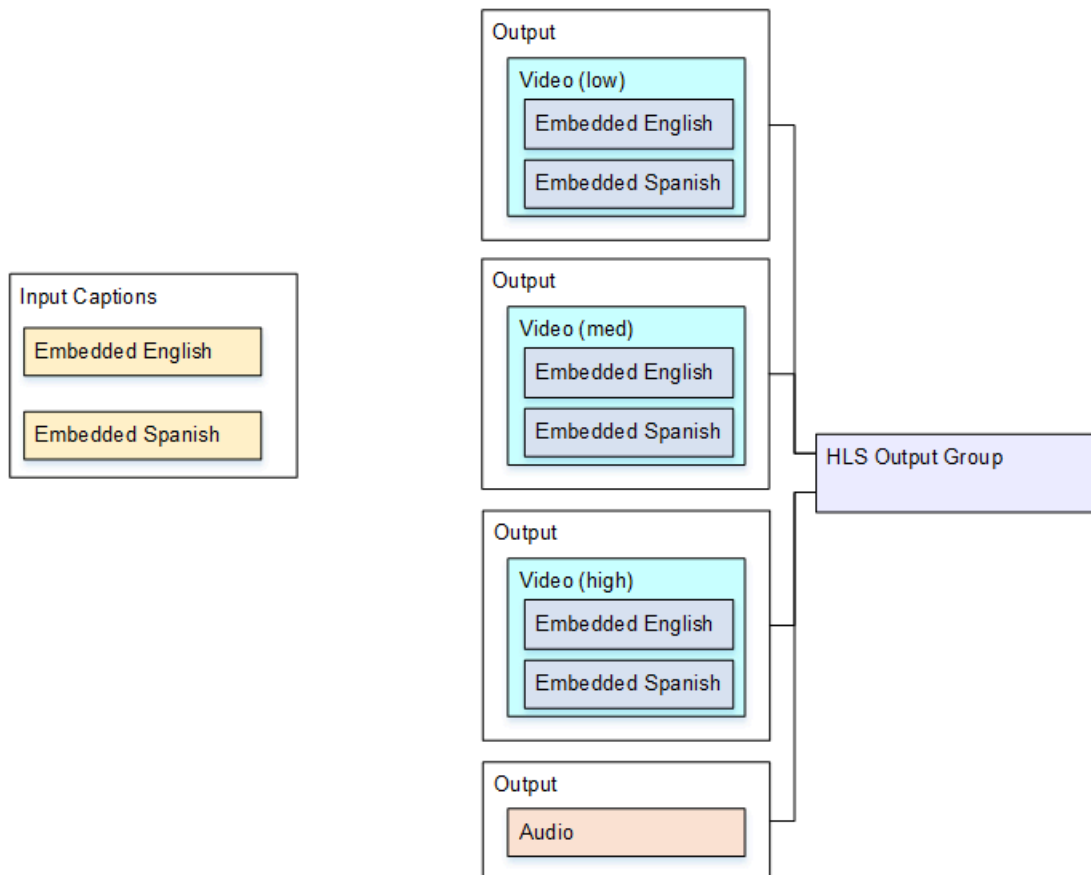 Input Captions
Embedded English
Embedded Spanish
Output
Video (low)
Embedded English
Embedded Spanish
Output
Video (med)
Embedded English
Embedded Spanish
Output
Video (high)
Embedded English
Embedded Spanish
Output
Audio
HLS Output Group